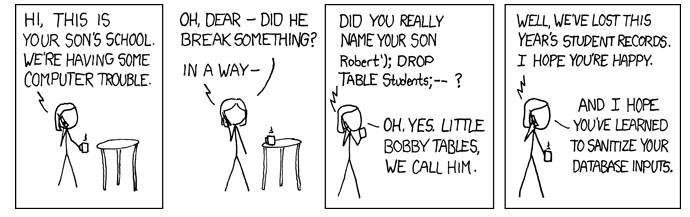 HI, THIS IS
YOUR SON'S SCHOOL.
WE'RE HAVING SOME
COMPUTER TROUBLE.
OH, DEAR – DID HE
BREAK SOMETHING?
IN A WAY–
DID YOU REALLY
NAME YOUR SON
Robert'); DROP
TABLE Students;-- ?
OH. YES. LITTLE
BOBBY TABLES,
WE CALL HIM.
WELL, WE'VE LOST THIS
YEAR'S STUDENT RECORDS.
I HOPE YOU'RE HAPPY.
AND I HOPE
YOU'VE LEARNED
TO SANITIZE YOUR
DATABASE INPUTS.